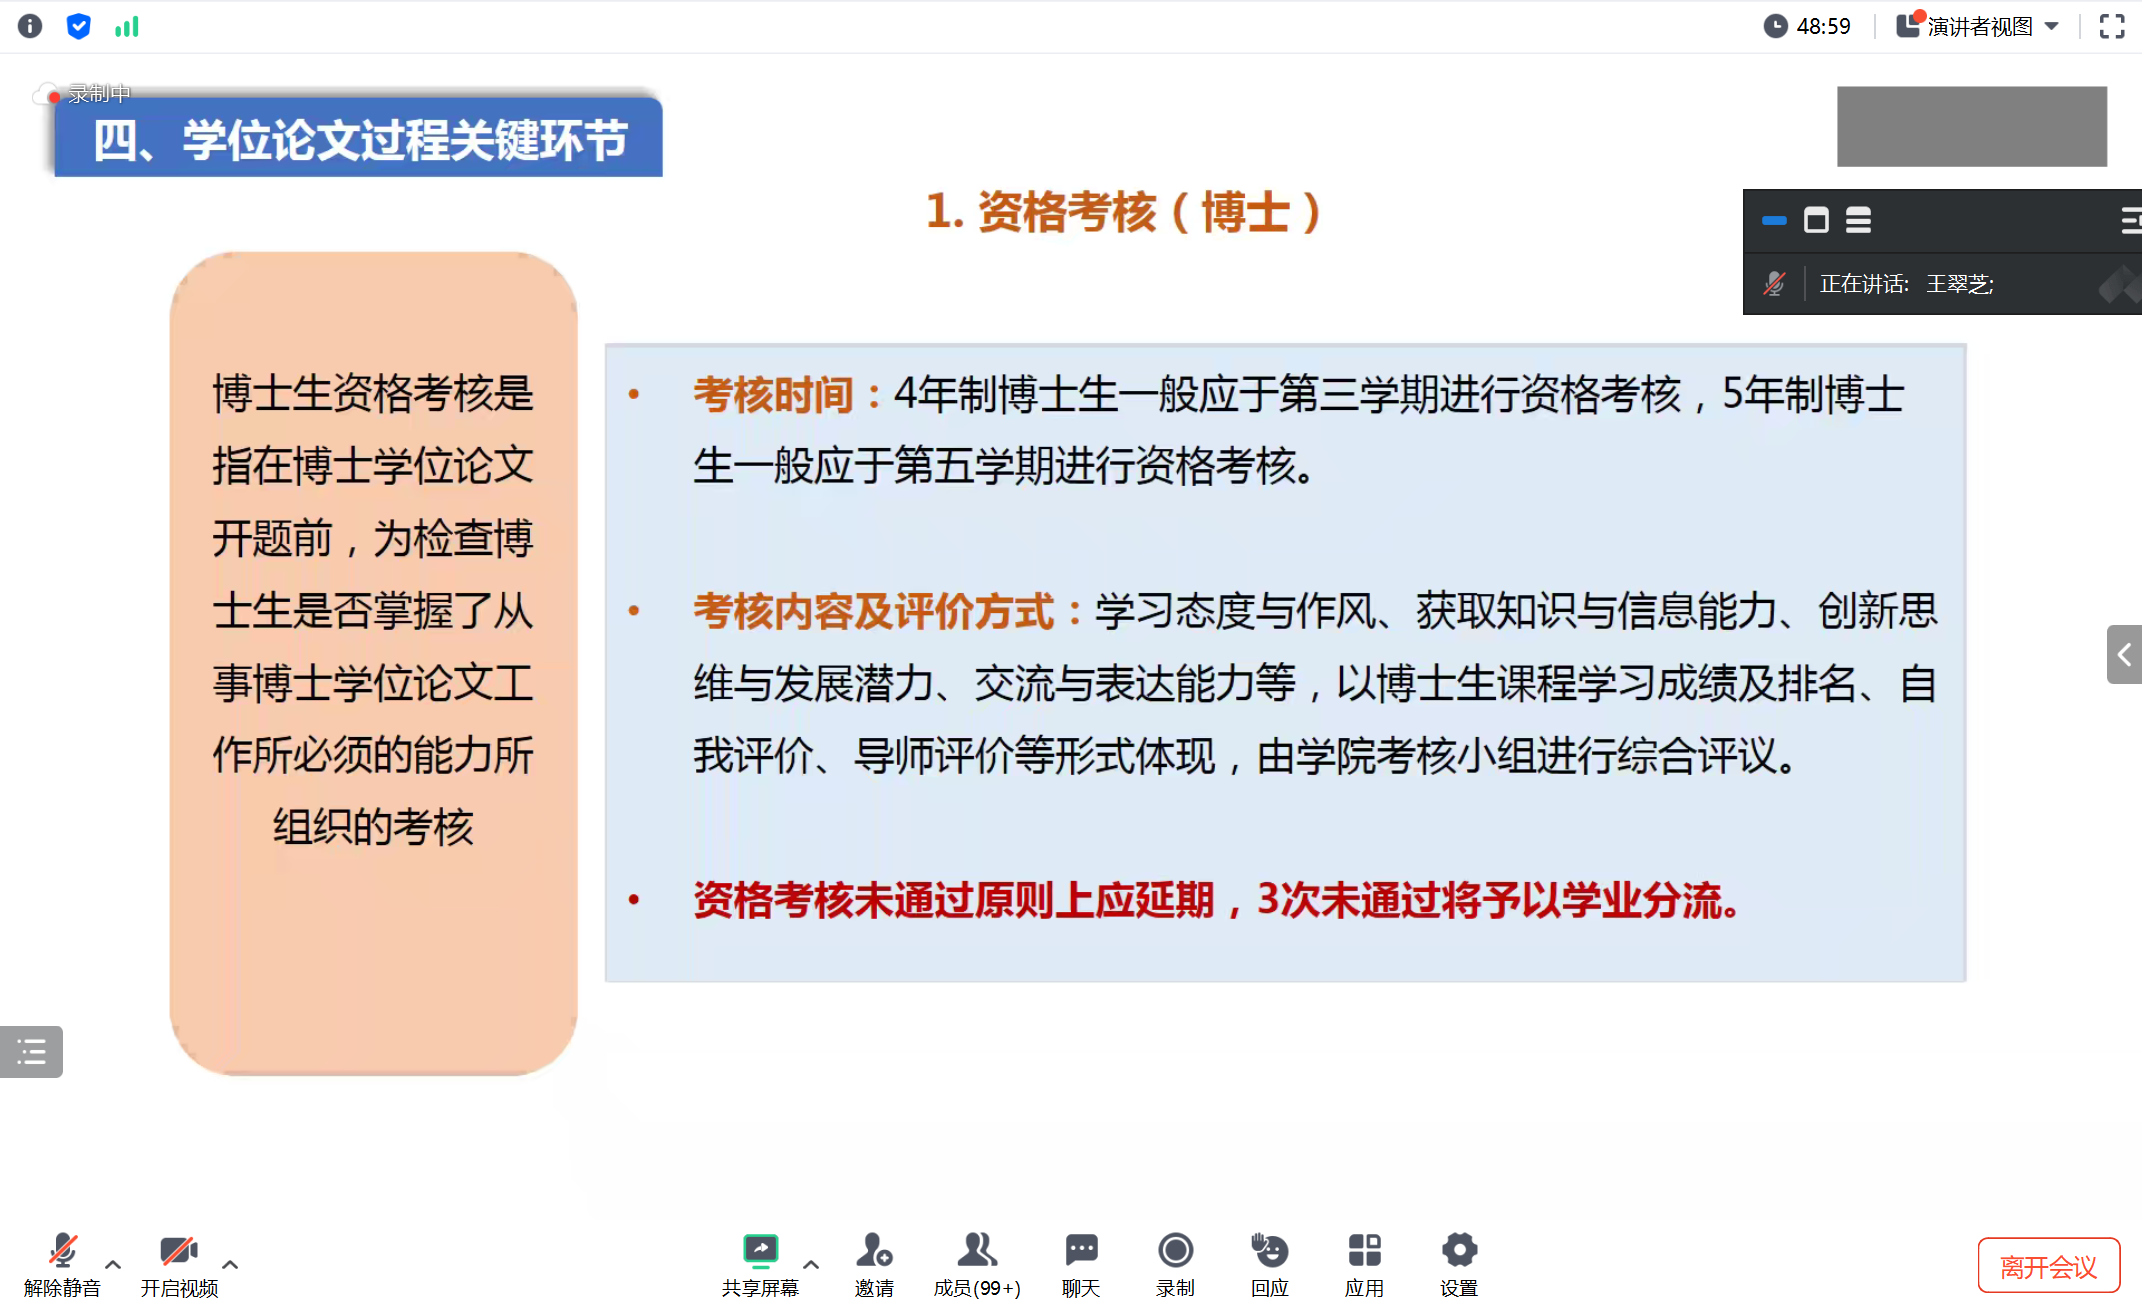 48:59
演讲者视图
录制中
四、学位论文过程关键环节
1. 资格考核（博士）
正在讲话: 王翠芝;
博士生资格考核是
指在博士学位论文
开题前，为检查博
士生是否掌握了从
事博士学位论文工
作所必须的能力所
组织的考核
• 考核时间：4年制博士生一般应于第三学期进行资格考核，5年制博士
生一般应于第五学期进行资格考核。
• 考核内容及评价方式：学习态度与作风、获取知识与信息能力、创新思
维与发展潜力、交流与表达能力等，以博士生课程学习成绩及排名、自
我评价、导师评价等形式体现，由学院考核小组进行综合评议。
• 资格考核未通过原则上应延期，3次未通过将予以学业分流。
解除静音
开启视频
共享屏幕
邀请
成员(99+)
聊天
录制
回应
应用
设置
离开会议